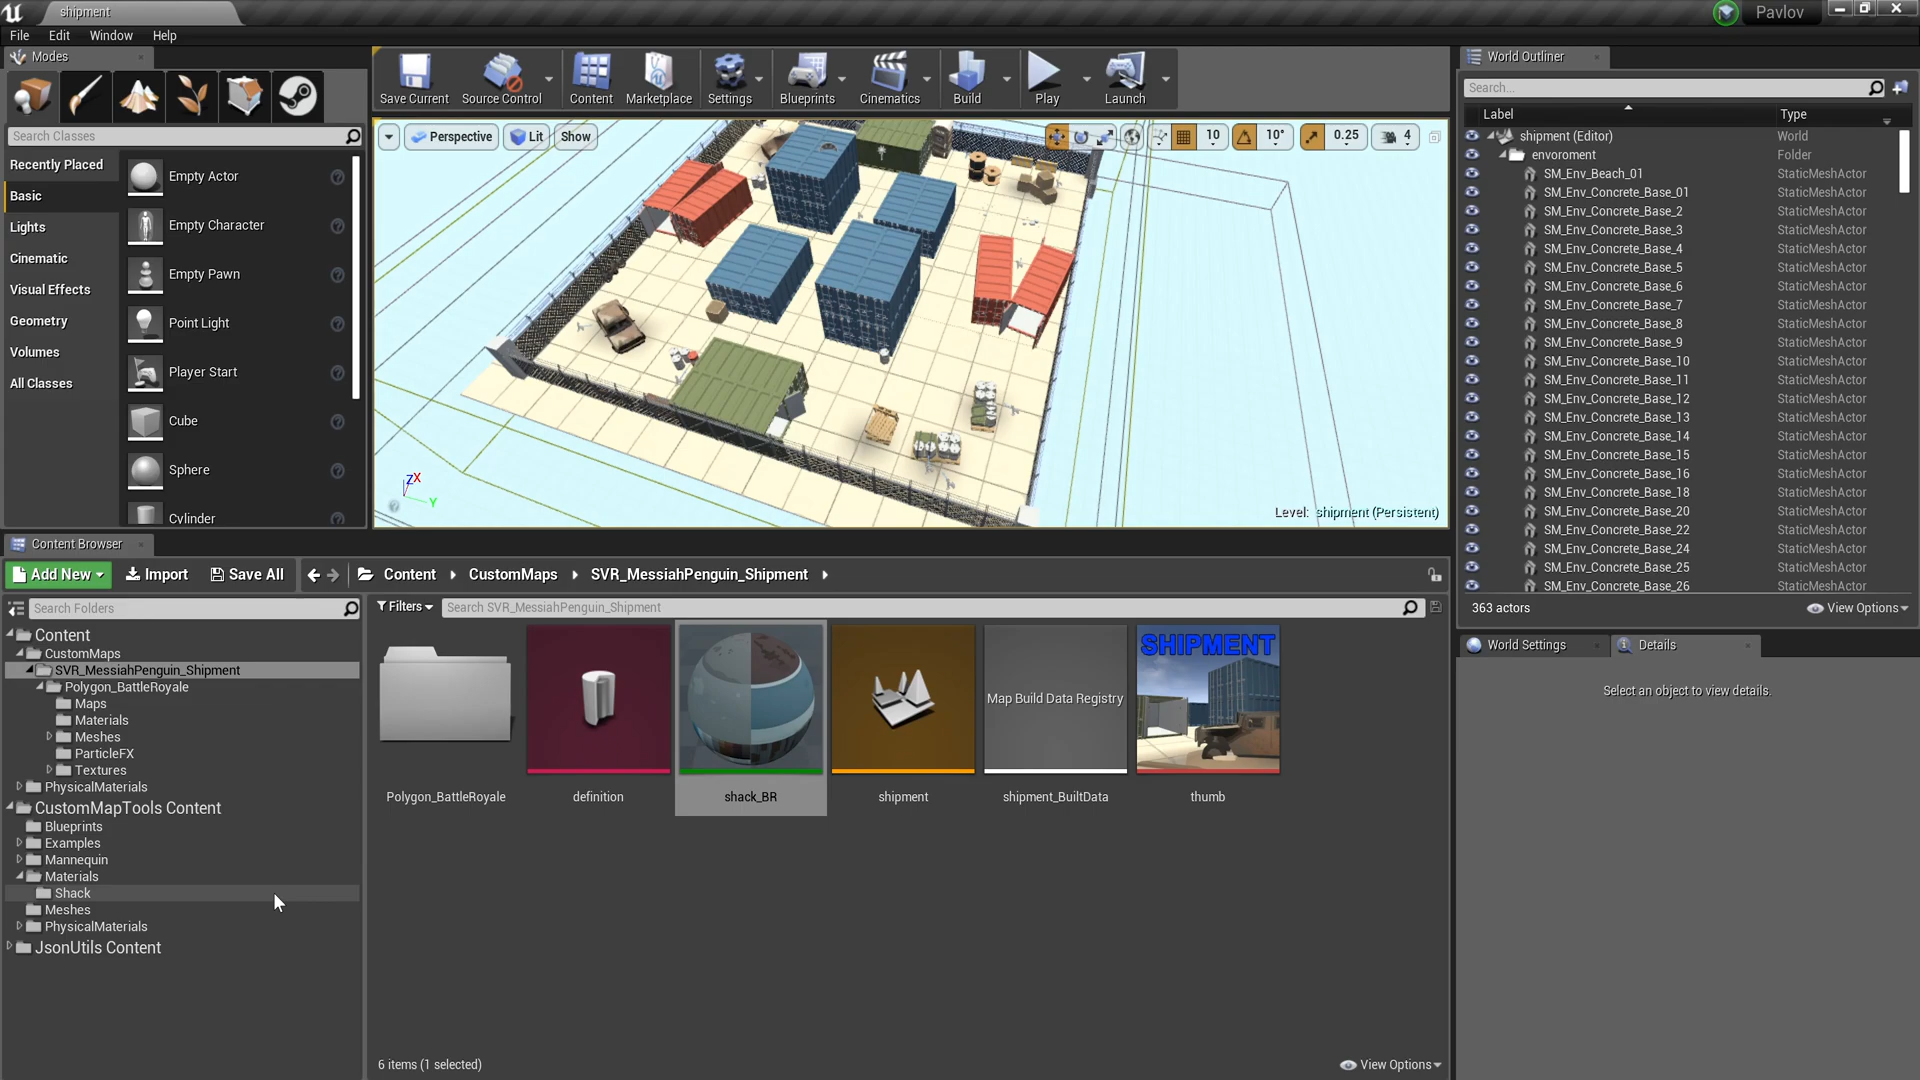 shipment
Pavlov
File Edit Window Help
Modes
Search Classes
Recently Placed
Basic
Lights
Cinematic
Visual Effects
Geometry
Volumes
All Classes
Empty Actor
Empty Character
Empty Pawn
Point Light
Player Start
Cube
Sphere
Cylinder
Save Current Source Control Content Marketplace Settings Blueprints Cinematics Build Play Launch
Perspective Lit Show 10 10° 0.25 4
Z X
Y
Level: shipment (Persistent)
World Outliner
Search...
Label Type
shipment (Editor) World
envoroment Folder
SM_Env_Beach_01 StaticMeshActor
SM_Env_Concrete_Base_01 StaticMeshActor
SM_Env_Concrete_Base_2 StaticMeshActor
SM_Env_Concrete_Base_3 StaticMeshActor
SM_Env_Concrete_Base_4 StaticMeshActor
SM_Env_Concrete_Base_5 StaticMeshActor
SM_Env_Concrete_Base_6 StaticMeshActor
SM_Env_Concrete_Base_7 StaticMeshActor
SM_Env_Concrete_Base_8 StaticMeshActor
SM_Env_Concrete_Base_9 StaticMeshActor
SM_Env_Concrete_Base_10 StaticMeshActor
SM_Env_Concrete_Base_11 StaticMeshActor
SM_Env_Concrete_Base_12 StaticMeshActor
SM_Env_Concrete_Base_13 StaticMeshActor
SM_Env_Concrete_Base_14 StaticMeshActor
SM_Env_Concrete_Base_15 StaticMeshActor
SM_Env_Concrete_Base_16 StaticMeshActor
SM_Env_Concrete_Base_18 StaticMeshActor
SM_Env_Concrete_Base_20 StaticMeshActor
SM_Env_Concrete_Base_22 StaticMeshActor
SM_Env_Concrete_Base_24 StaticMeshActor
SM_Env_Concrete_Base_25 StaticMeshActor
SM_Env_Concrete_Base_26 StaticMeshActor
363 actors View Options
World Settings Details
Select an object to view details.
Content Browser
Add New Import Save All Content CustomMaps SVR_MessiahPenguin_Shipment
Search Folders
Filters Search SVR_MessiahPenguin_Shipment
Content
CustomMaps
SVR_MessiahPenguin_Shipment
Polygon_BattleRoyale
Maps
Materials
Meshes
ParticleFX
Textures
PhysicalMaterials
CustomMapTools Content
Blueprints
Examples
Mannequin
Materials
Shack
Meshes
PhysicalMaterials
JsonUtils Content
Map Build Data Registry
SHIPMENT
Polygon_BattleRoyale definition shack_BR shipment shipment_BuiltData thumb
6 items (1 selected) View Options